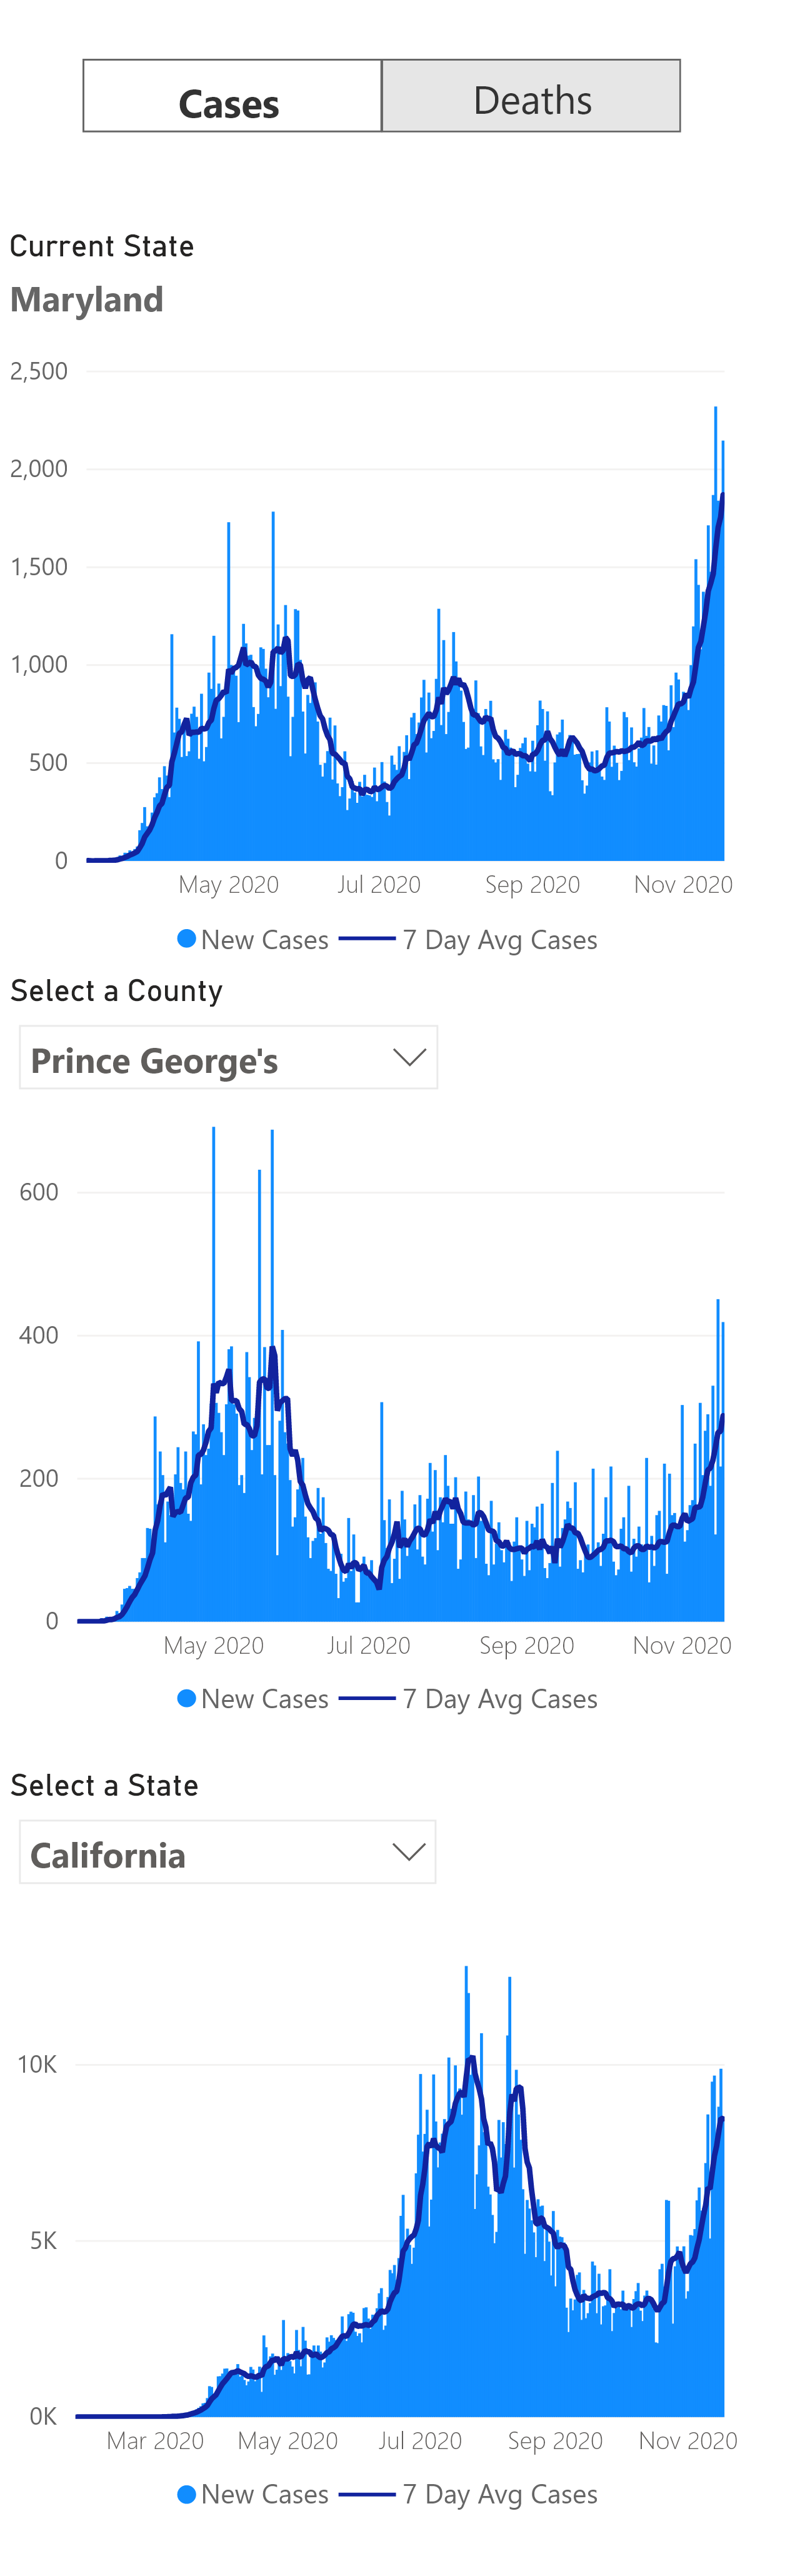 Cases Deaths
Current State
Maryland
2,500
2,000
1,500
1,000
500
0
May 2020 Jul 2020 Sep 2020 Nov 2020
New Cases 7 Day Avg Cases
Select a County
Prince George's
600
400
200
0
May 2020 Jul 2020 Sep 2020 Nov 2020
New Cases 7 Day Avg Cases
Select a State
California
10K
5K
0K
Mar 2020 May 2020 Jul 2020 Sep 2020 Nov 2020
New Cases 7 Day Avg Cases